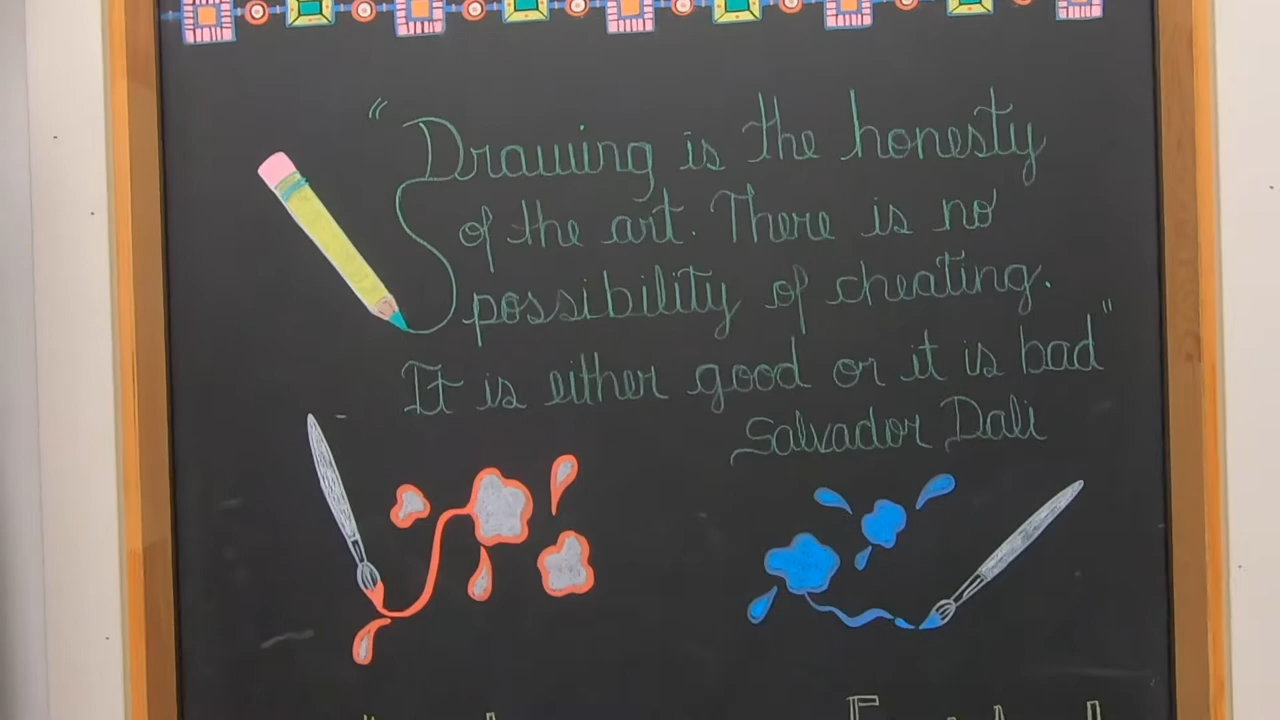 "Drawing is the honesty
of the art. There is no
possibility of cheating.
It is either good or it is bad"
Salvador Dali